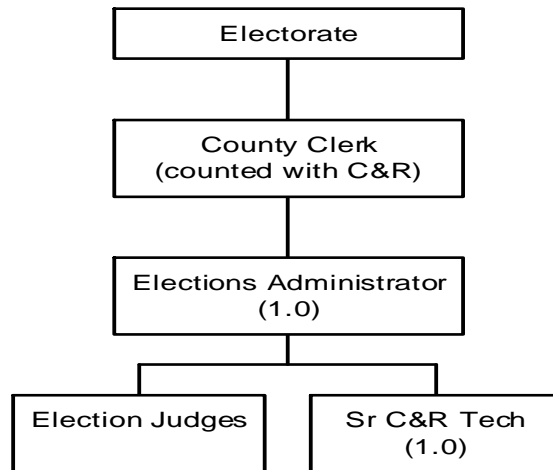 Electorate
County Clerk
(counted with C&R)
Elections Administrator
(1.0)
Election Judges
Sr C&R Tech
(1.0)